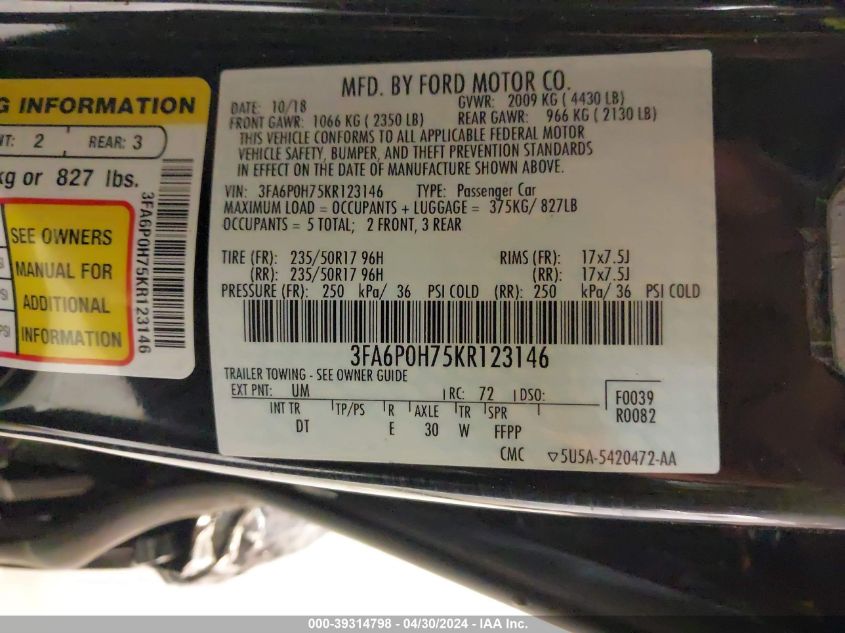 G INFORMATION
NT: 2 REAR: 3
kg or 827 lbs.
SEE OWNERS
MANUAL FOR
ADDITIONAL
INFORMATION
3FA6P0H75KR123146
MFD. BY FORD MOTOR CO.
DATE: 10/18 GVWR: 2009 KG ( 4430 LB)
FRONT GAWR: 1066 KG ( 2350 LB) REAR GAWR: 966 KG ( 2130 LB)
THIS VEHICLE CONFORMS TO ALL APPLICABLE FEDERAL MOTOR
VEHICLE SAFETY, BUMPER, AND THEFT PREVENTION STANDARDS
IN EFFECT ON THE DATE OF MANUFACTURE SHOWN ABOVE.
VIN: 3FA6P0H75KR123146 TYPE: Passenger Car
MAXIMUM LOAD = OCCUPANTS + LUGGAGE = 375KG/ 827LB
OCCUPANTS = 5 TOTAL; 2 FRONT, 3 REAR
TIRE (FR): 235/50R17 96H RIMS (FR): 17x7.5J
(RR): 235/50R17 96H (RR): 17x7.5J
PRESSURE (FR): 250 kPa/ 36 PSI COLD (RR): 250 kPa/ 36 PSI COLD
3FA6P0H75KR123146
TRAILER TOWING - SEE OWNER GUIDE
EXT PNT: UM RC: 72 DSO: F0039
INT TR TP/PS R AXLE TR SPR R0082
DT E 30 W FFPP
CMC ▽5U5A-5420472-AA
000-39314798 - 04/30/2024 - IAA Inc.